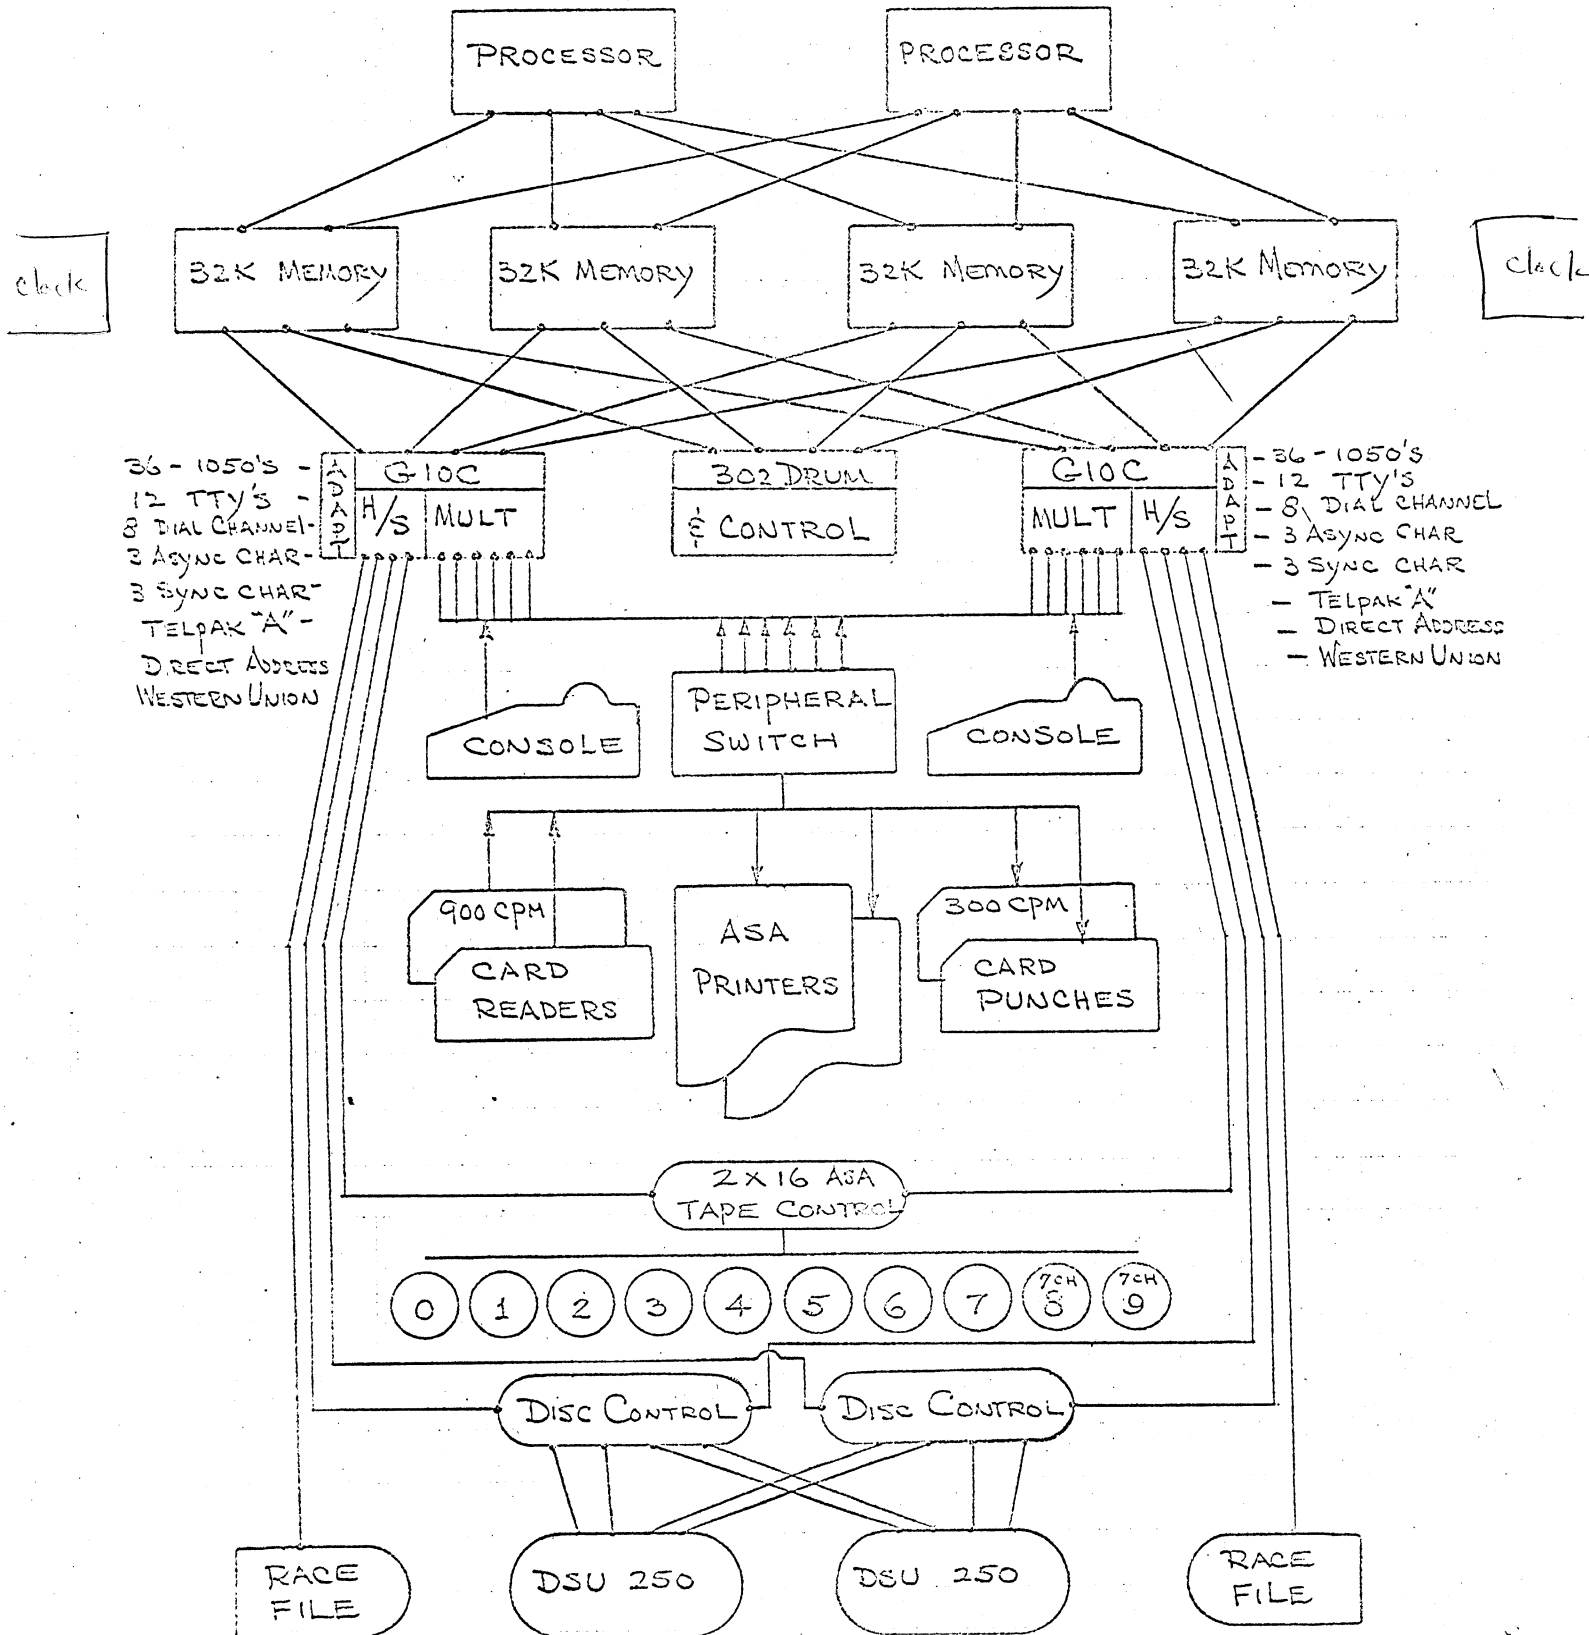 PROCESSOR
PROCESSOR
clock
32K MEMORY
32K MEMORY
32K MEMORY
32K MEMORY
clock
36 - 1050'S -
12 TTY'S -
8 DIAL CHANNEL -
3 ASYNC CHAR -
3 SYNC CHAR -
TELPAK "A" -
DIRECT ADDRESS
WESTERN UNION
ADAPT
GIOC
H/S
MULT
302 DRUM
& CONTROL
GIOC
MULT
H/S
ADAPT
- 36 - 1050'S
- 12 TTY'S
- 8 DIAL CHANNEL
- 3 ASYNC CHAR
- 3 SYNC CHAR
- TELPAK "A"
- DIRECT ADDRESS
- WESTERN UNION
CONSOLE
PERIPHERAL
SWITCH
CONSOLE
900 CPM
CARD
READERS
ASA
PRINTERS
300 CPM
CARD
PUNCHES
2 X 16 ASA
TAPE CONTROL
0
1
2
3
4
5
6
7
7CH
8
7CH
9
DISC CONTROL
DISC CONTROL
RACE
FILE
DSU 250
DSU 250
RACE
FILE